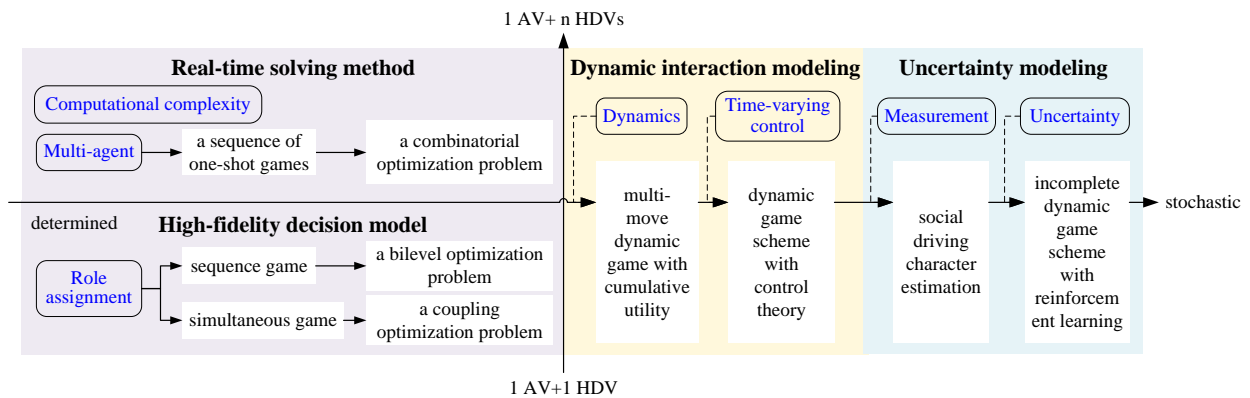 1 AV+ n HDVs
Real-time solving method
Computational complexity
Multi-agent
a sequence of
one-shot games
a combinatorial
optimization problem
determined
High-fidelity decision model
Role
assignment
sequence game
a bilevel optimization
problem
simultaneous game
a coupling
optimization problem
1 AV+1 HDV
Dynamic interaction modeling
Dynamics
Time-varying
control
multi-
move
dynamic
game with
cumulative
utility
dynamic
game
scheme
with
control
theory
Uncertainty modeling
Measurement
Uncertainty
social
driving
character
estimation
incomplete
dynamic
game
scheme
with
reinforcem
ent learning
stochastic